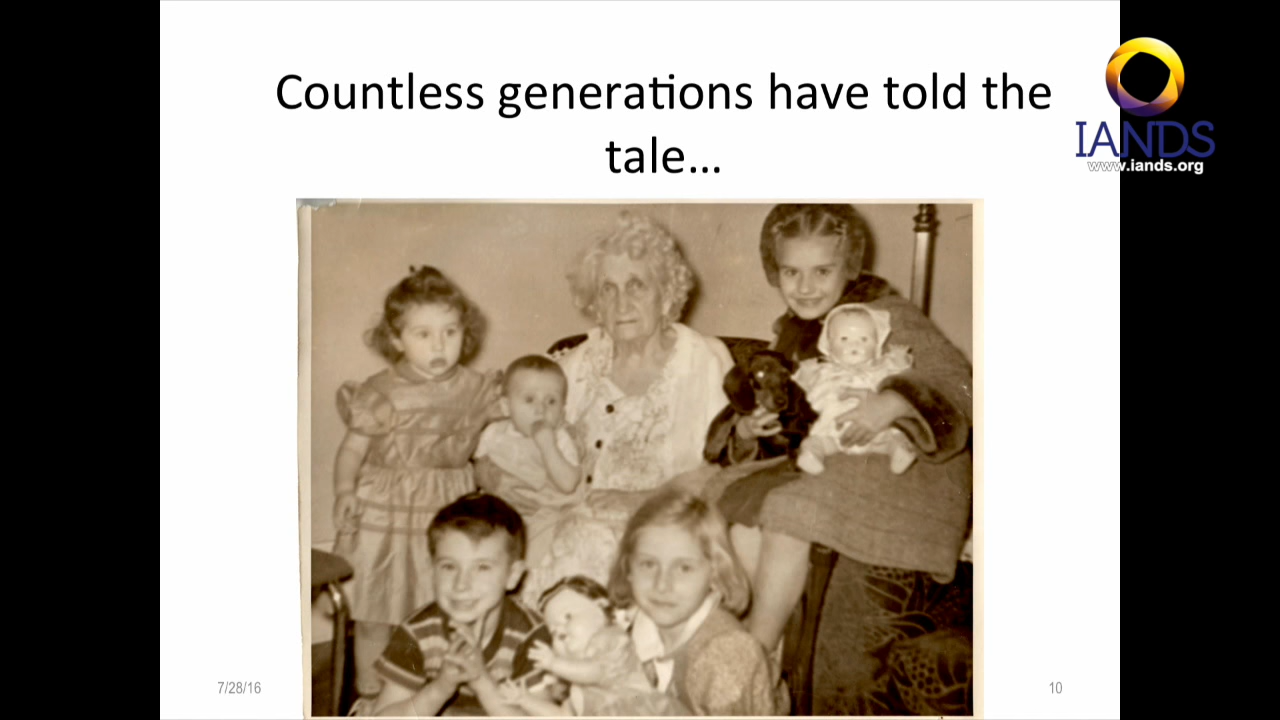 Countless generations have told the
tale...
IANDS
www.iands.org
7/28/16
10